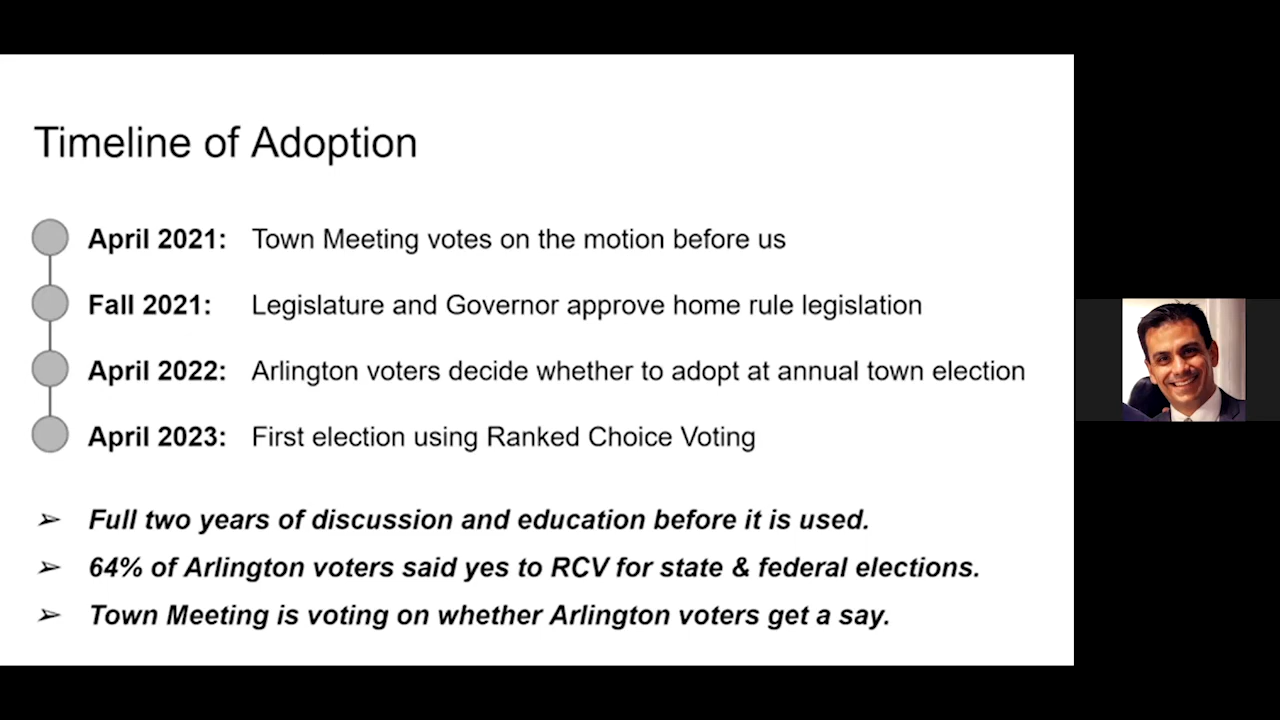 Timeline of Adoption
April 2021: Town Meeting votes on the motion before us
Fall 2021: Legislature and Governor approve home rule legislation
April 2022: Arlington voters decide whether to adopt at annual town election
April 2023: First election using Ranked Choice Voting
➢ Full two years of discussion and education before it is used.
➢ 64% of Arlington voters said yes to RCV for state & federal elections.
➢ Town Meeting is voting on whether Arlington voters get a say.